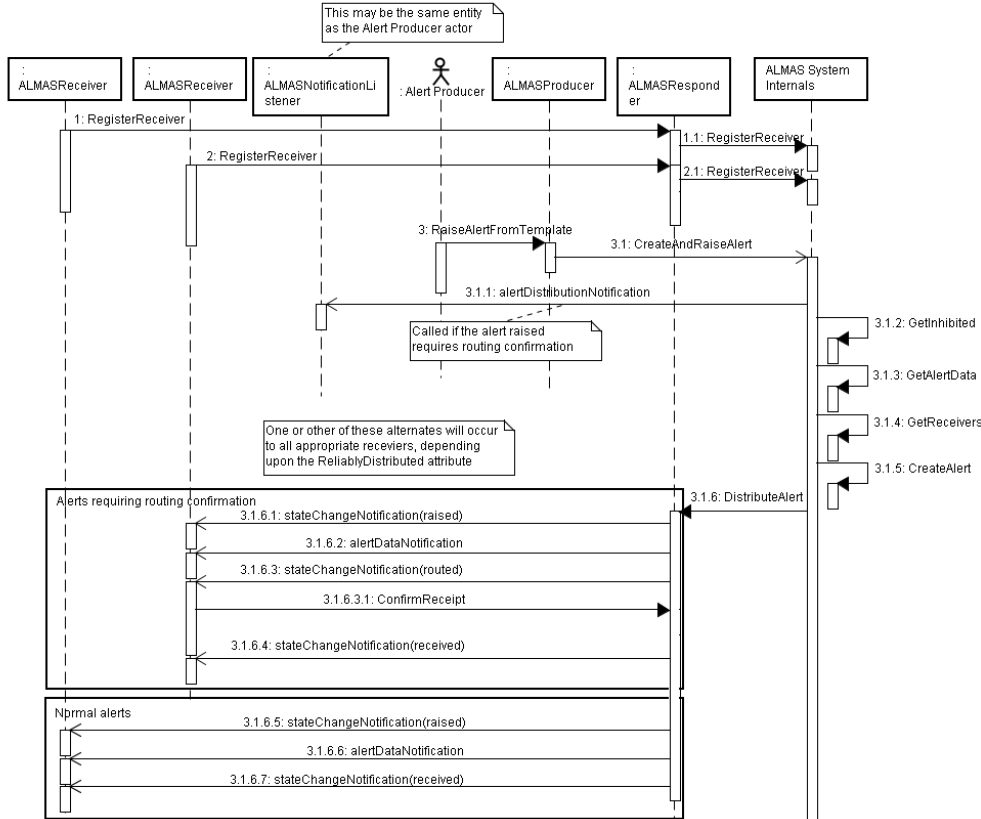 This may be the same entity
as the Alert Producer actor
:
ALMASReceiver
:
ALMASReceiver
:
ALMASNotificationLi
stener
: Alert Producer
:
ALMASProducer
:
ALMASRespond
er
ALMAS System
Internals
1: RegisterReceiver
1.1: RegisterReceiver
2: RegisterReceiver
2.1: RegisterReceiver
3: RaiseAlertFromTemplate
3.1: CreateAndRaiseAlert
3.1.1: alertDistributionNotification
Called if the alert raised
requires routing confirmation
3.1.2: GetInhibited
3.1.3: GetAlertData
3.1.4: GetReceivers
3.1.5: CreateAlert
One or other of these alternates will occur
to all appropriate receviers, depending
upon the ReliablyDistributed attribute
3.1.6: DistributeAlert
Alerts requiring routing confirmation
3.1.6.1: stateChangeNotification(raised)
3.1.6.2: alertDataNotification
3.1.6.3: stateChangeNotification(routed)
3.1.6.3.1: ConfirmReceipt
3.1.6.4: stateChangeNotification(received)
Normal alerts
3.1.6.5: stateChangeNotification(raised)
3.1.6.6: alertDataNotification
3.1.6.7: stateChangeNotification(received)